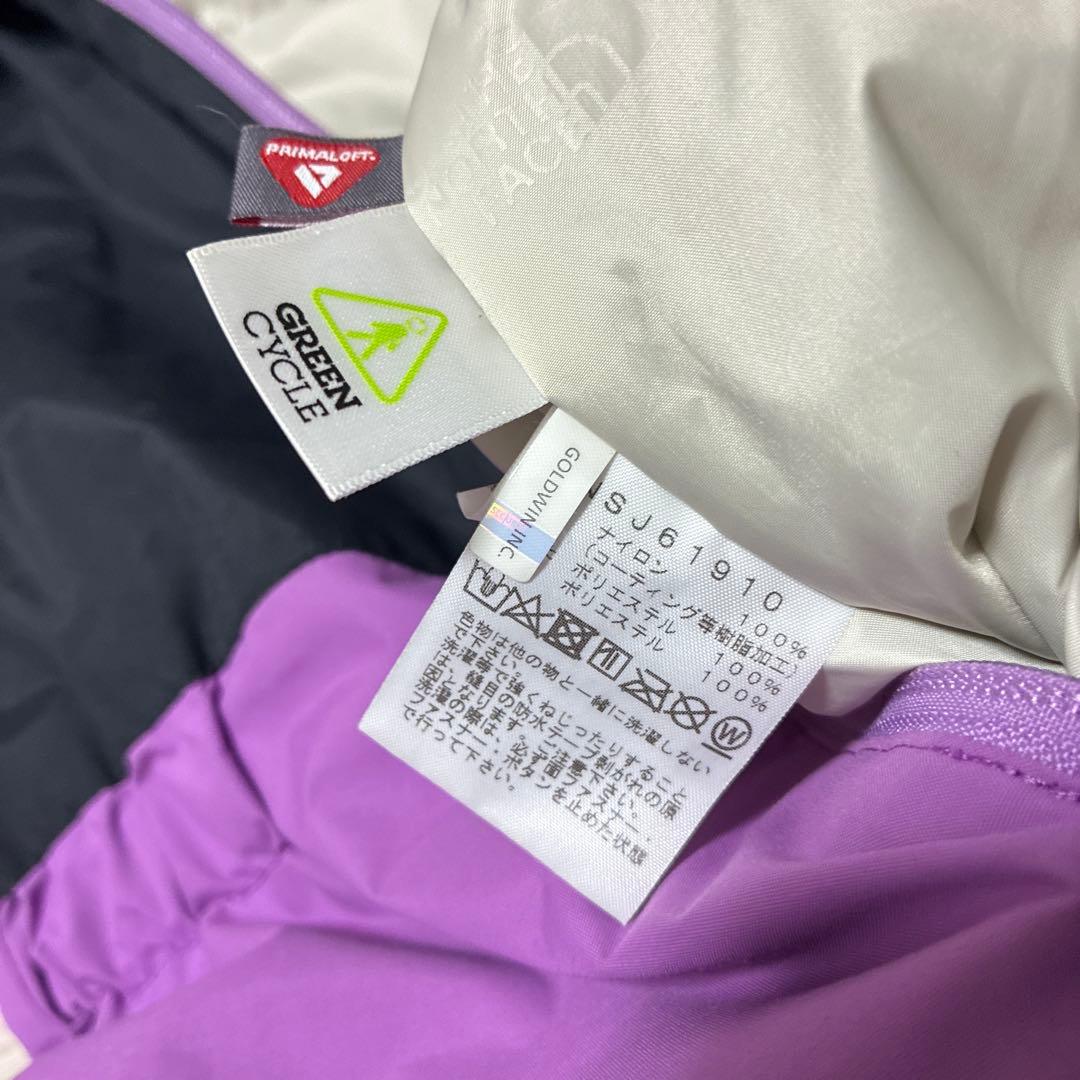 PRIMALOFT
THE
NORTH
FACE
GREEN
CYCLE
GOLDWIN INC.
SJ61910
ナイロン 100%
(コーティング等樹脂加工)
ポリエステル 100%
ポリエステル 100%
W
色物は他の物と一緒に洗濯しない
で下さい。
洗濯等で強くねじったりすること
は、縫目の防水テープ剥がれの原
因となります。ご注意下さい。
洗濯の際は、必ず面ファスナー、
ファスナー、ボタンを止めた状態
で行って下さい。